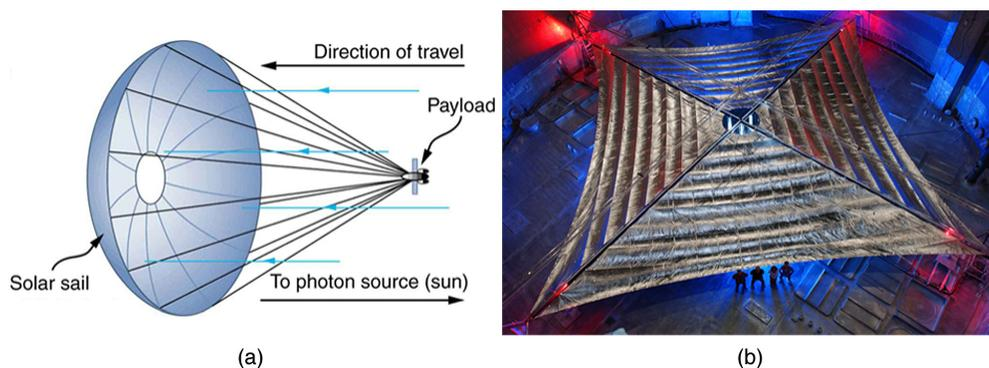 Direction of travel
Payload
Solar sail
To photon source (sun)
(a)
(b)